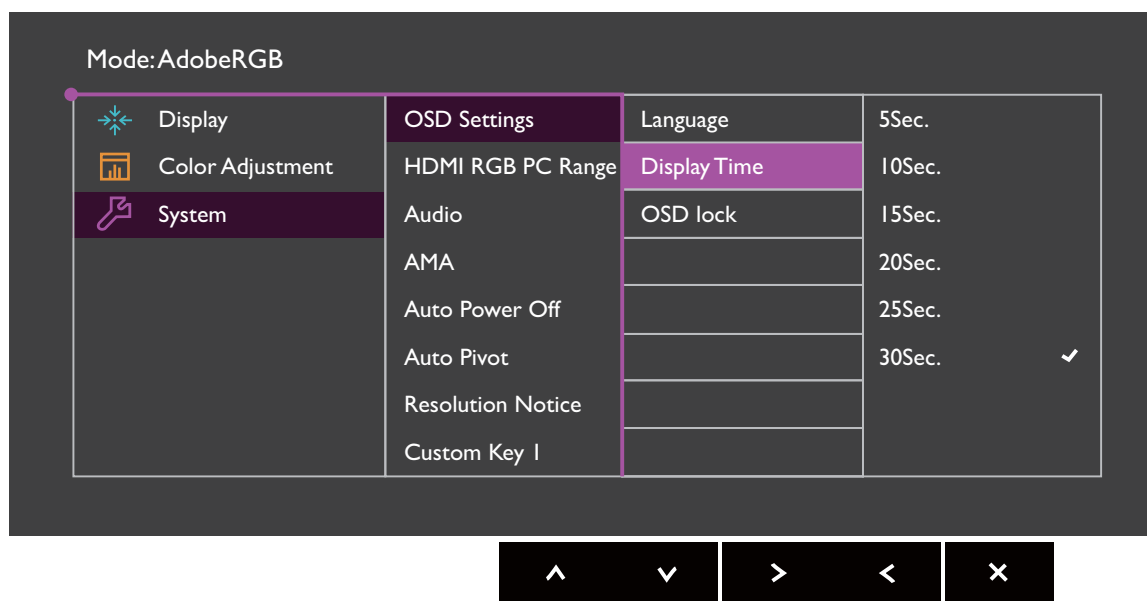 Mode: AdobeRGB
Display
Color Adjustment
System
OSD Settings
HDMI RGB PC Range
Audio
AMA
Auto Power Off
Auto Pivot
Resolution Notice
Custom Key 1
Language
Display Time
OSD lock
5Sec.
10Sec.
15Sec.
20Sec.
25Sec.
30Sec.